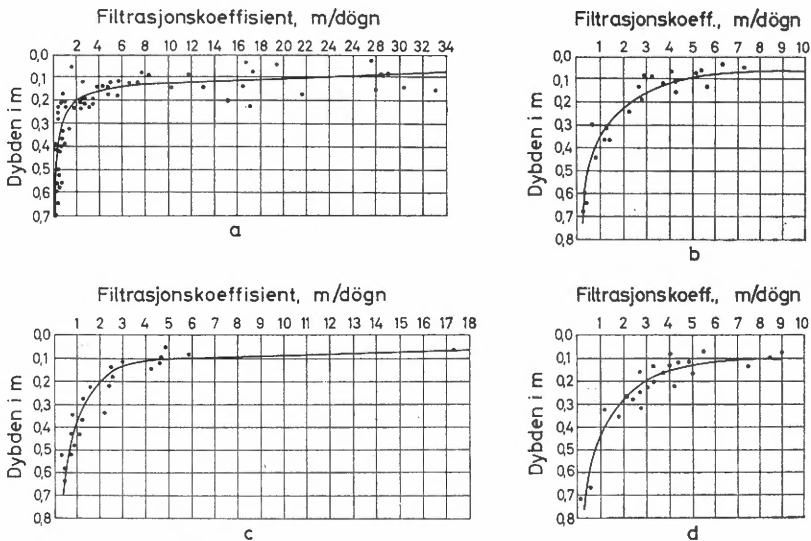 Filtrasjonskoeffisient, m/dögn
2 4 6 8 10 12 14 16 18 20 22 24 26 28 30 32 34
0,0
0,1
0,2
0,3
0,4
0,5
0,6
0,7
Dybden i m
a
Filtrasjonskoeff., m/dögn
1 2 3 4 5 6 7 8 9 10
0,0
0,1
0,2
0,3
0,4
0,5
0,6
0,7
0,8
Dybden i m
b
Filtrasjonskoeffisient, m/dögn
1 2 3 4 5 6 7 8 9 10 11 12 13 14 15 16 17 18
0,0
0,1
0,2
0,3
0,4
0,5
0,6
0,7
0,8
Dybden i m
c
Filtrasjonskoeff., m/dögn
1 2 3 4 5 6 7 8 9 10
0,0
0,1
0,2
0,3
0,4
0,5
0,6
0,7
0,8
Dybden i m
d